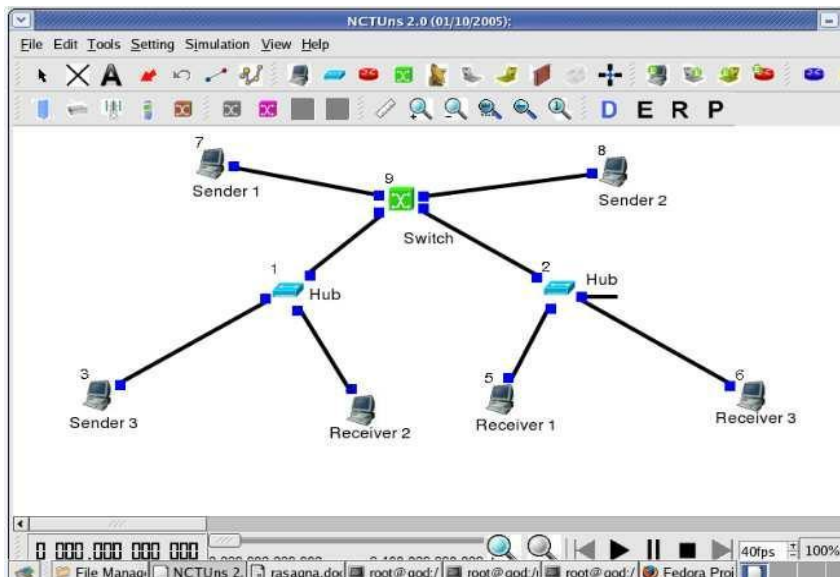 NCTUns 2.0 (01/10/2005):
File Edit Tools Setting Simulation View Help
D E R P
7
Sender 1
8
Sender 2
9
Switch
1
Hub
2
Hub
3
Sender 3
Receiver 2
5
Receiver 1
6
Receiver 3
0 000.000 000 000
40fps
100%
File Manag
NCTUns 2.
rasagna.do
root@god:/
root@god:/
root@god:/
Fedora Proj